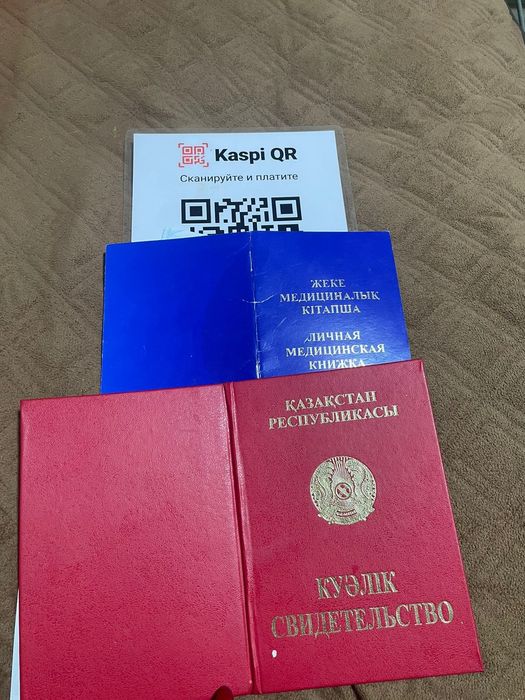 Kaspi QR
Сканируйте и платите
ЖЕКЕ
МЕДИЦИНАЛЫҚ
КІТАПША
ЛИЧНАЯ
МЕДИЦИНСКАЯ
КНИЖКА
ҚАЗАҚСТАН
РЕСПУБЛИКАСЫ
КУӘЛІК
СВИДЕТЕЛЬСТВО